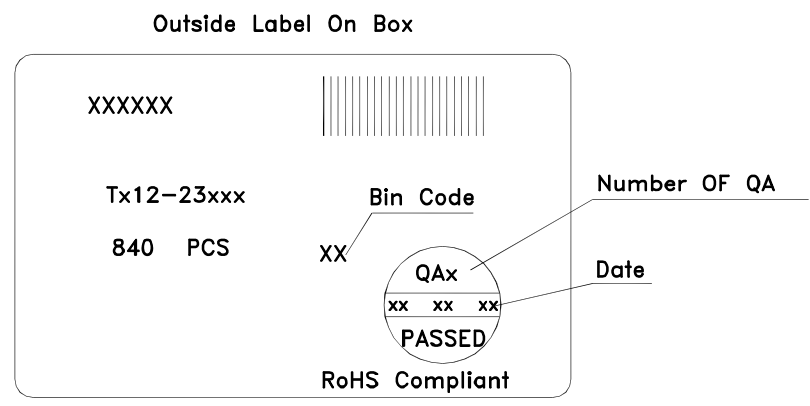 Outside Label On Box
XXXXXX
Tx12-23xxx
Bin Code
Number OF QA
840 PCS
XX
QAx
Date
xx xx xx
PASSED
RoHS Compliant